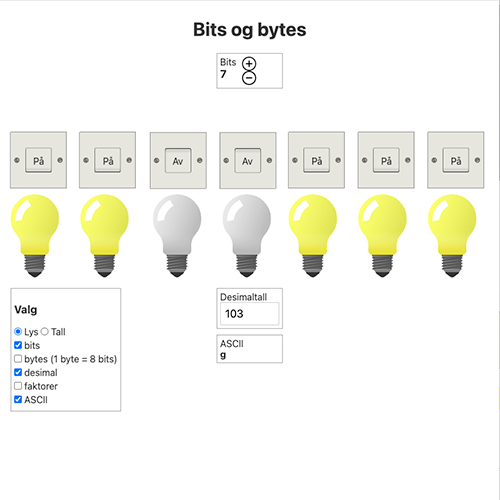 Bits og bytes
Bits
7
På På Av Av På På På
Valg
Lys Tall
bits
bytes (1 byte = 8 bits)
desimal
faktorer
ASCII
Desimaltall
103
ASCII
g